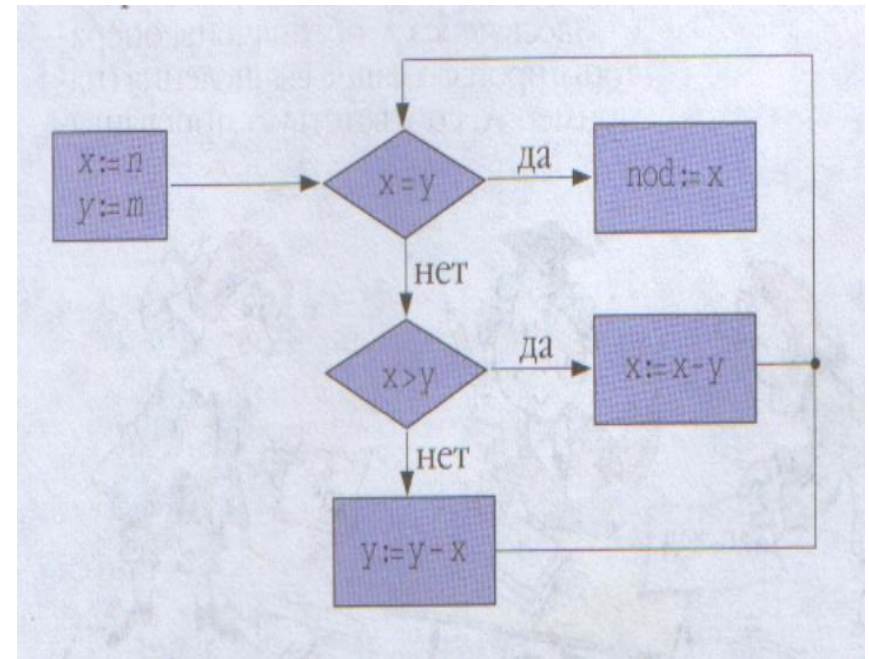 x:=n
y:=m
x=y
да
nod:=x
нет
x>y
да
x:=x-y
нет
y:=y-x